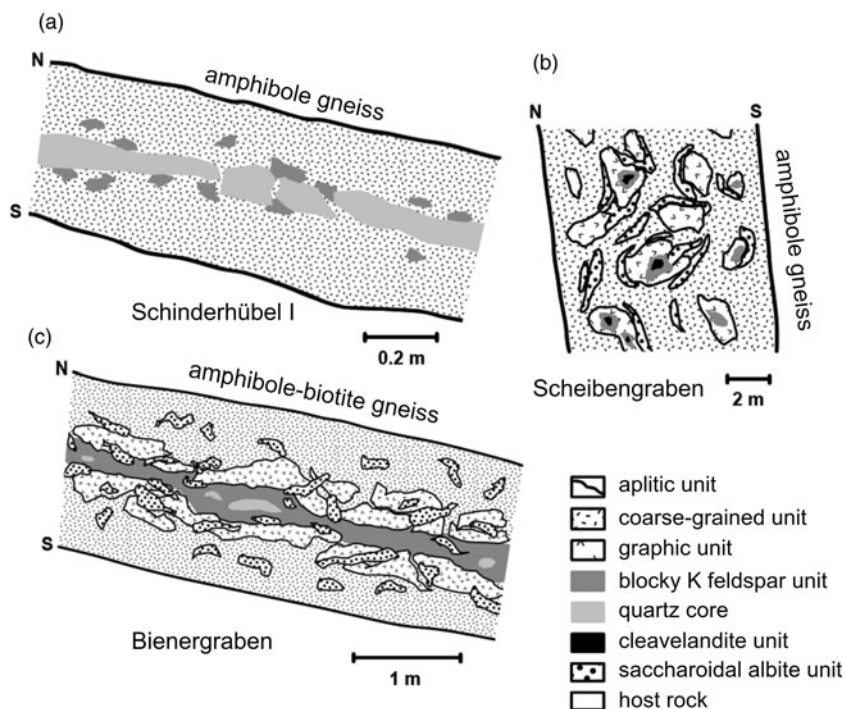 (a)
N
amphibole gneiss
S
Schinderhübel I
0.2 m
(b)
N
S
amphibole gneiss
Scheibengraben
2 m
(c)
N
amphibole-biotite gneiss
S
Bienergraben
1 m
aplitic unit
coarse-grained unit
graphic unit
blocky K feldspar unit
quartz core
cleavelandite unit
saccharoidal albite unit
host rock